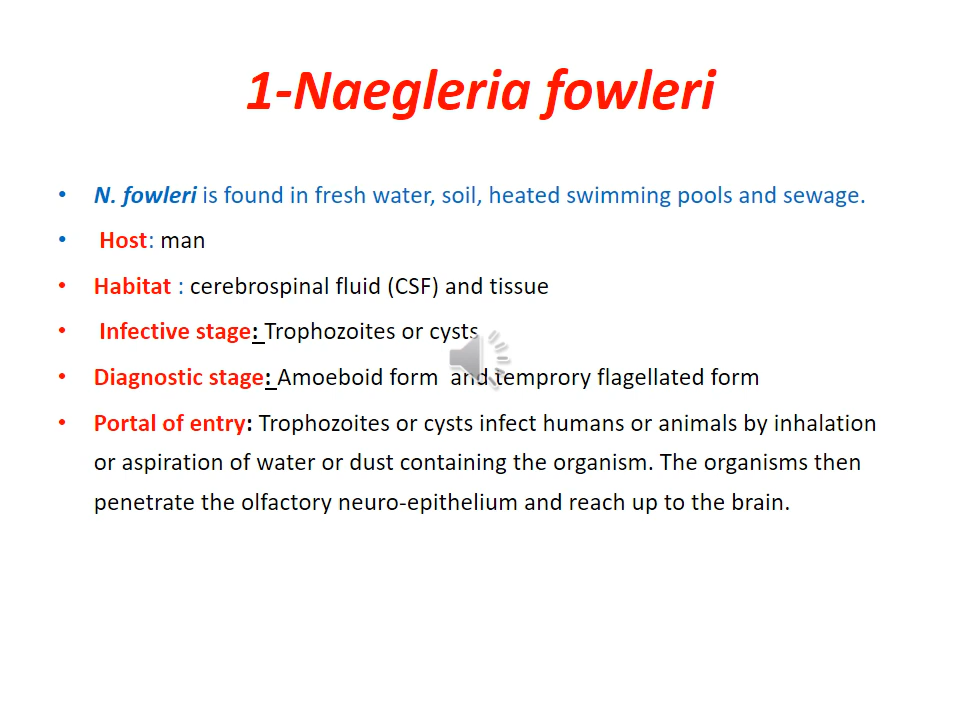 1-Naegleria fowleri
• N. fowleri is found in fresh water, soil, heated swimming pools and sewage.
• Host: man
• Habitat : cerebrospinal fluid (CSF) and tissue
• Infective stage: Trophozoites or cysts
• Diagnostic stage: Amoeboid form and temprory flagellated form
• Portal of entry: Trophozoites or cysts infect humans or animals by inhalation
or aspiration of water or dust containing the organism. The organisms then
penetrate the olfactory neuro-epithelium and reach up to the brain.